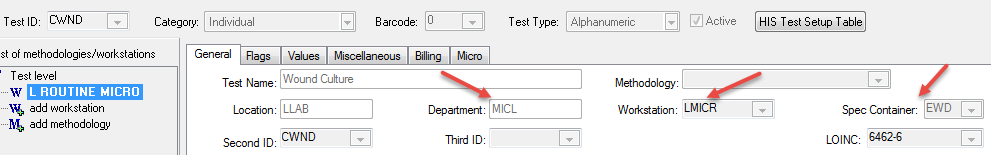 Test ID: CWND Category: Individual Barcode: 0 Test Type: Alphanumeric Active HIS Test Setup Table
st of methodologies/workstations
General Flags Values Miscellaneous Billing Micro
Test level
W L ROUTINE MICRO
W add workstation
M add methodology
Test Name: Wound Culture Methodology:
Location: LLAB Department: MICL Workstation: LMICR Spec Container: EWD
Second ID: CWND Third ID: LOINC: 6462-6